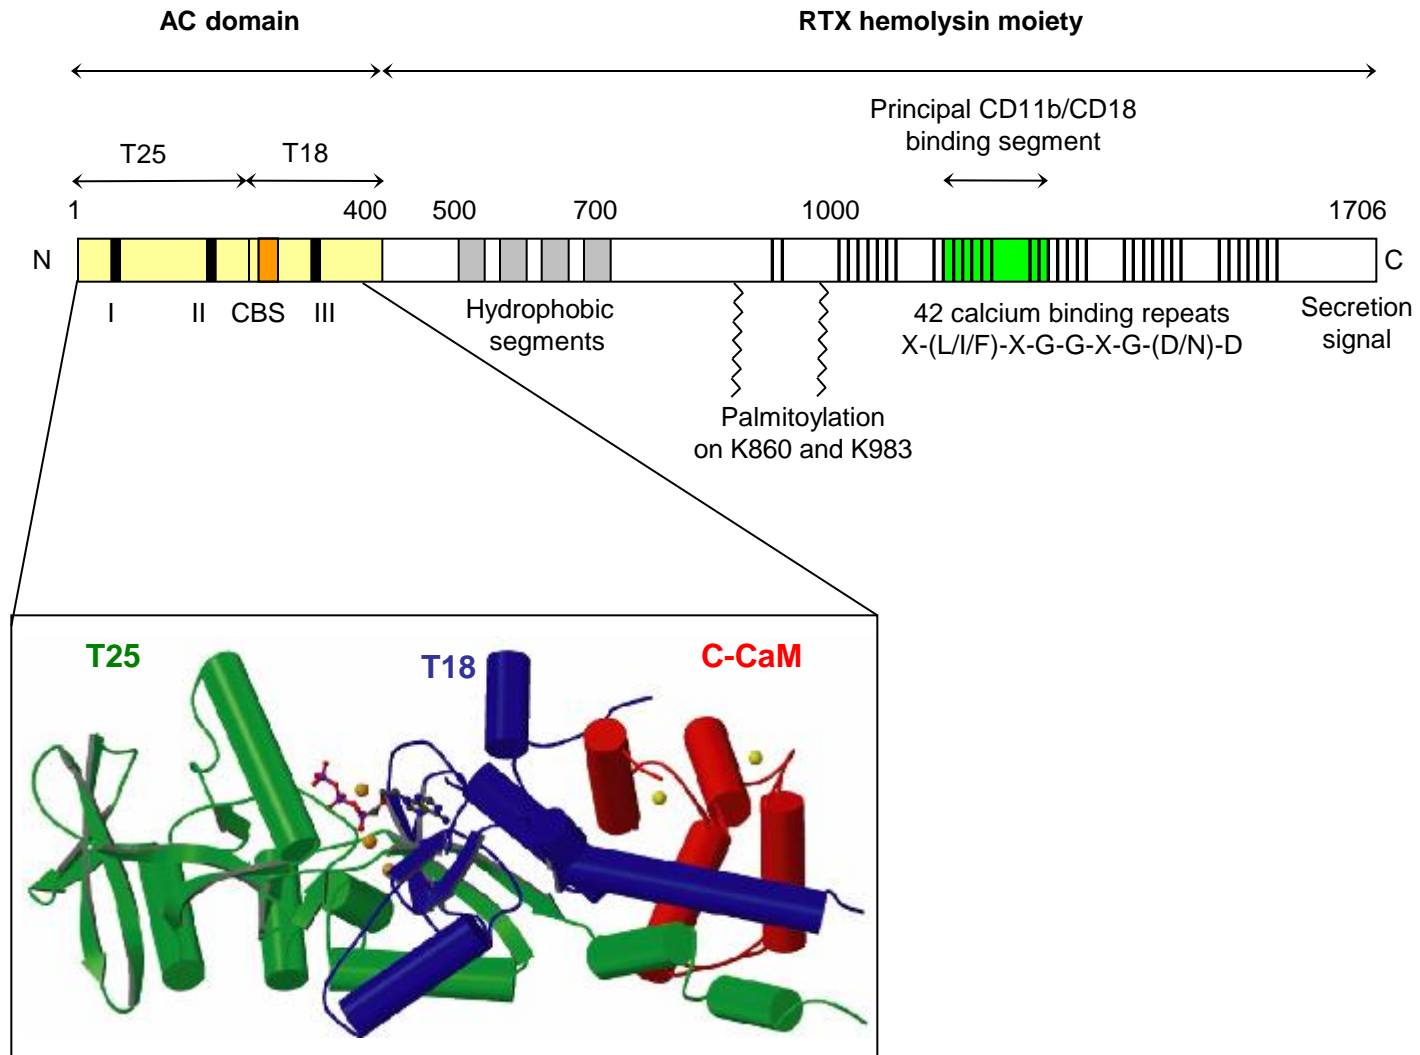 AC domain
RTX hemolysin moiety
Principal CD11b/CD18
binding segment
T25
T18
1
400
500
700
1000
1706
N
C
I
II
CBS
III
Hydrophobic
segments
42 calcium binding repeats
X-(L/I/F)-X-G-G-X-G-(D/N)-D
Secretion
signal
Palmitoylation
on K860 and K983
T25
T18
C-CaM